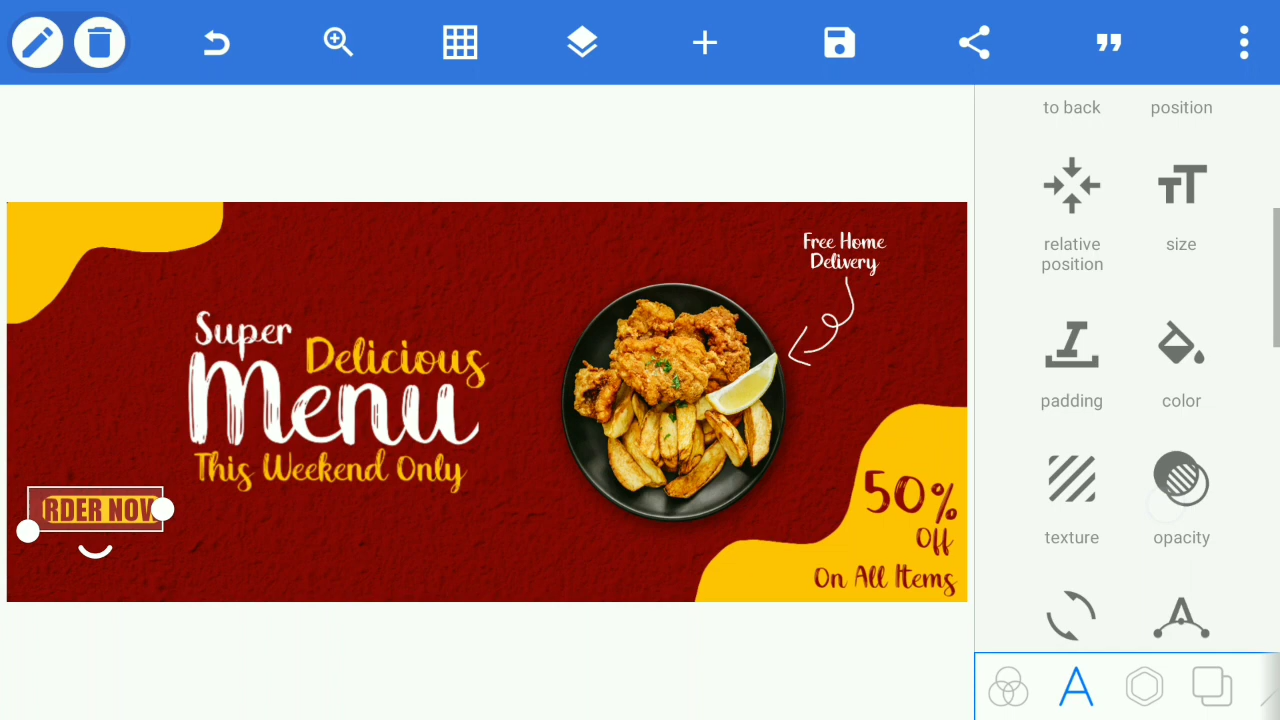 to back
position
relative
position
size
padding
color
texture
opacity
Free Home
Delivery
Super
Delicious
Menu
This Weekend Only
RDER NOW
50%
Off
On All Items